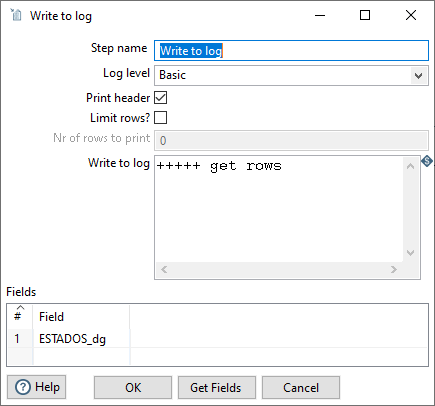 Write to log
Step name Write to log
Log level Basic
Print header
Limit rows?
Nr of rows to print 0
Write to log +++++ get rows
Fields
# Field
1 ESTADOS_dg
Help OK Get Fields Cancel